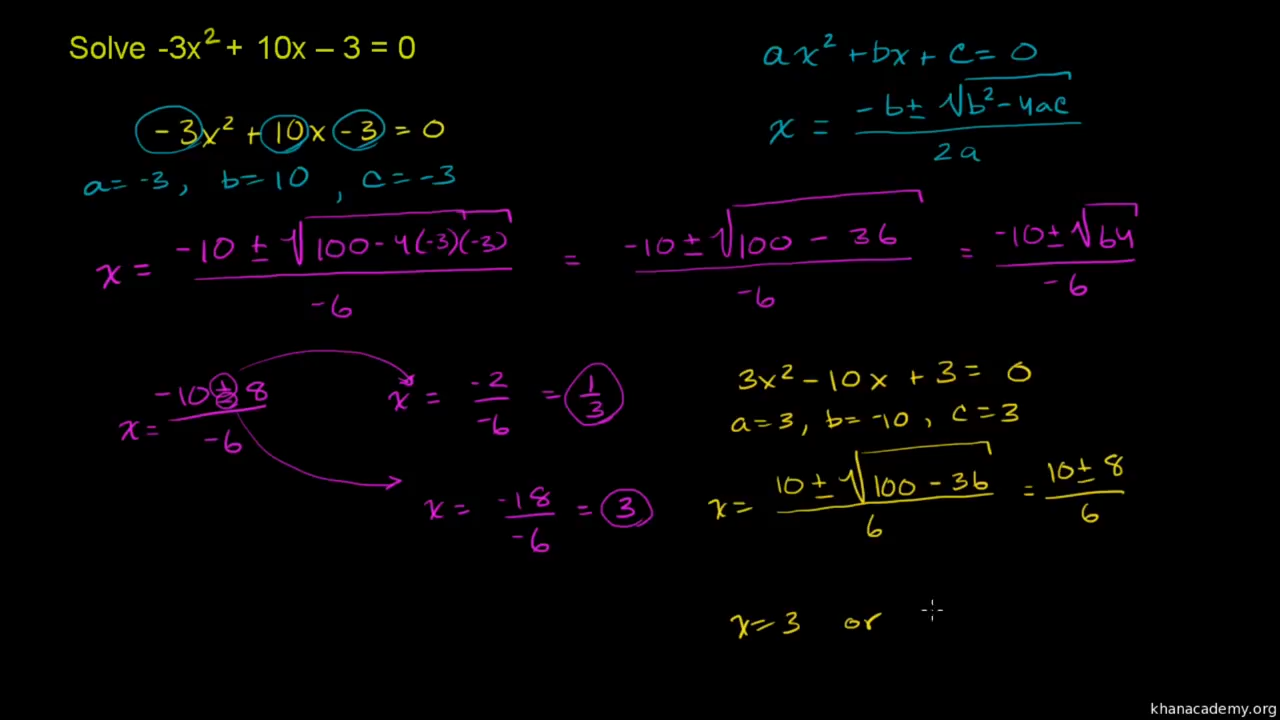 Solve -3x² + 10x – 3 = 0
ax² + bx + c = 0
x = (-b ± √(b² - 4ac)) / 2a
-3x² + 10x - 3 = 0
a = -3, b = 10, c = -3
x = (-10 ± √(100 - 4(-3)(-3))) / -6 = (-10 ± √(100 - 36)) / -6 = (-10 ± √64) / -6
x = (-10 ± 8) / -6
x = -2 / -6 = 1/3
x = -18 / -6 = 3
3x² - 10x + 3 = 0
a = 3, b = -10, c = 3
x = (10 ± √(100 - 36)) / 6 = (10 ± 8) / 6
x = 3 or
khanacademy.org